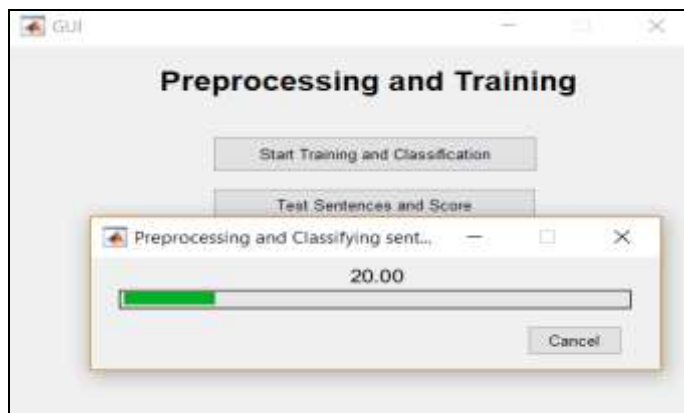 GUI
Preprocessing and Training
Start Training and Classification
Test Sentences and Score
Preprocessing and Classifying sent...
20.00
Cancel